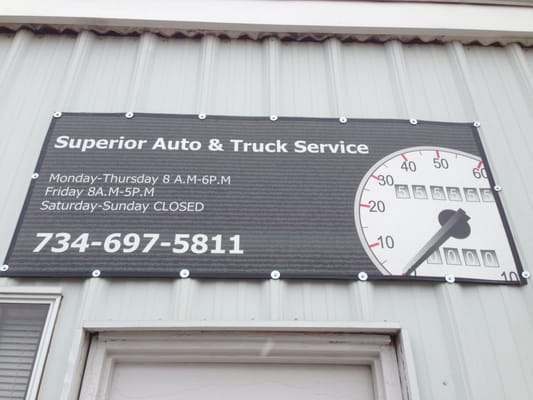 Superior Auto & Truck Service
Monday-Thursday 8 A.M-6P.M
Friday 8A.M-5P.M
Saturday-Sunday CLOSED
734-697-5811
10
20
30
40
50
60
10